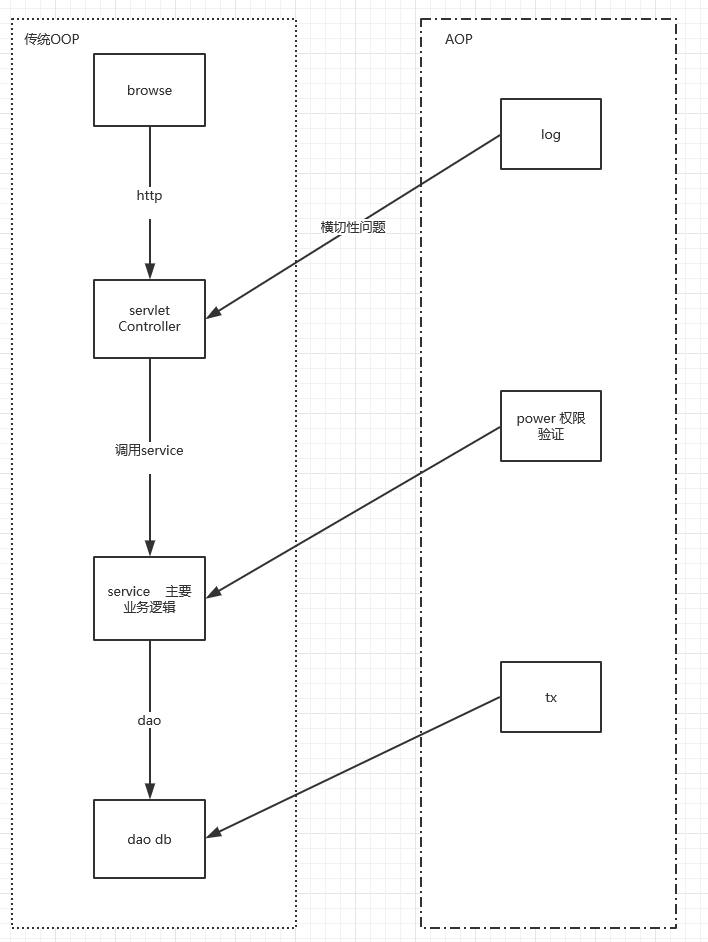 传统OOP
browse
http
servlet
Controller
调用service
service 主要
业务逻辑
dao
dao db
AOP
log
横切性问题
power 权限
验证
tx